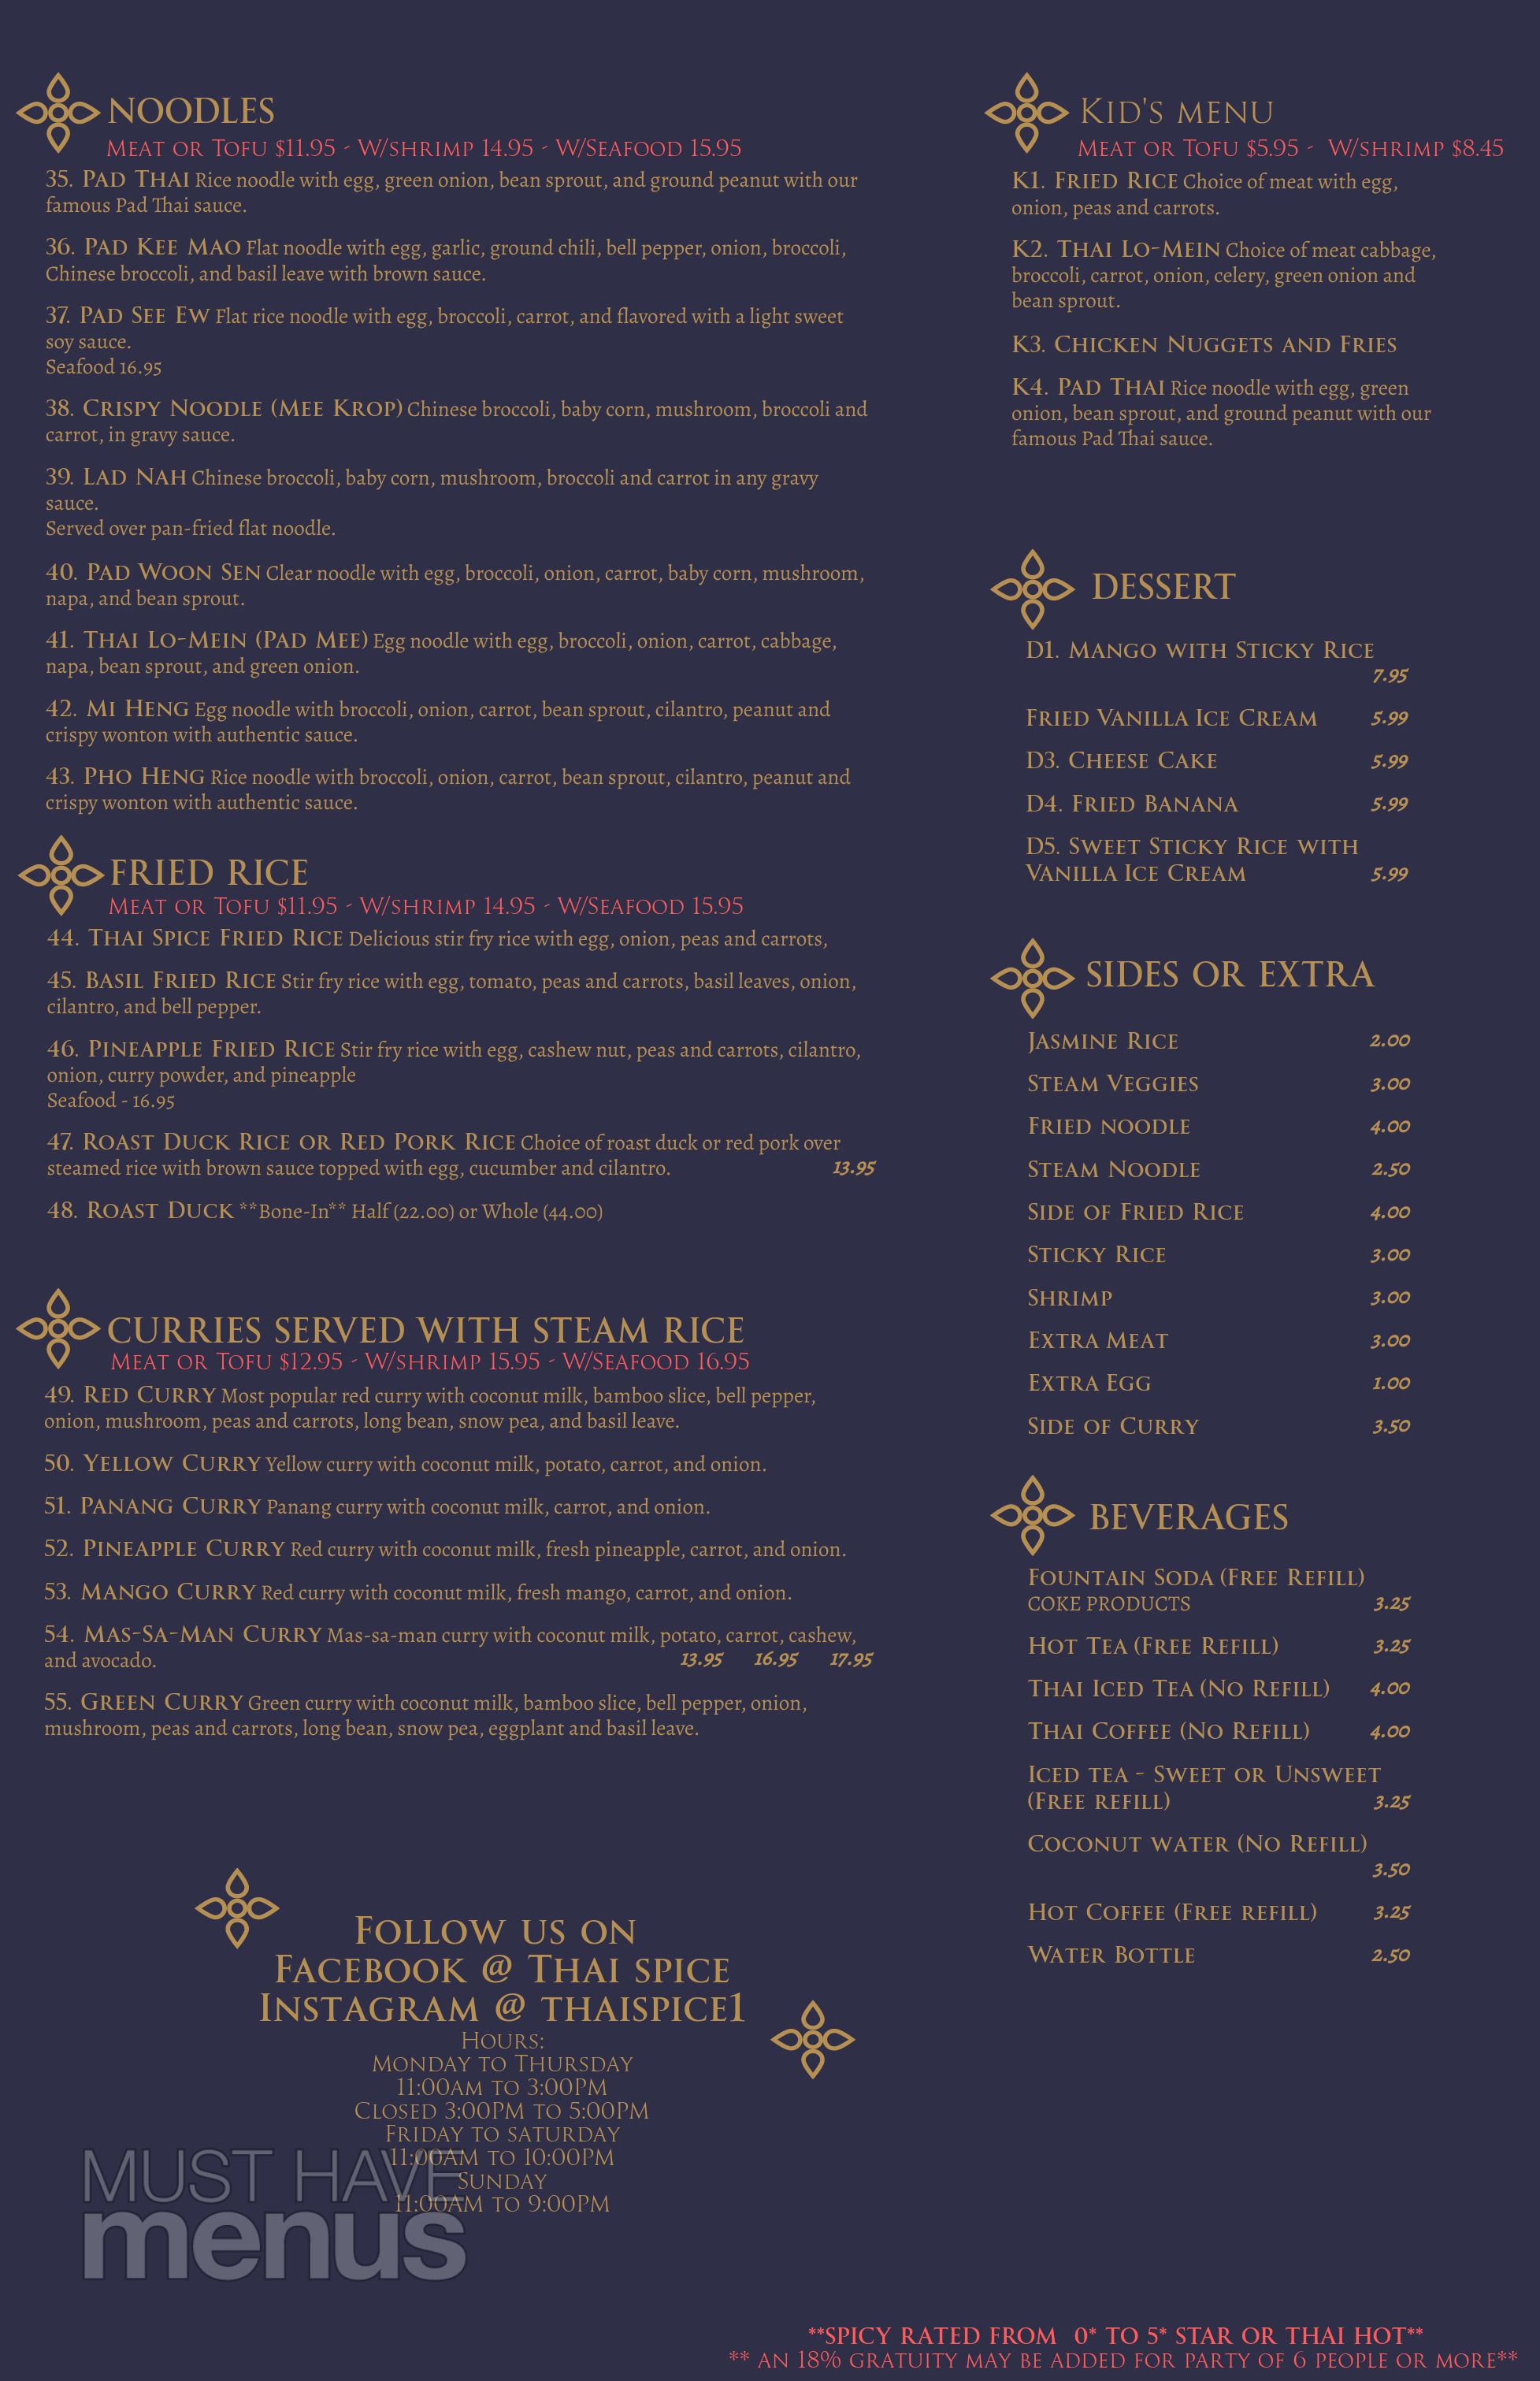 NOODLES
Meat or Tofu $11.95 - W/shrimp 14.95 - W/Seafood 15.95
35. Pad Thai Rice noodle with egg, green onion, bean sprout, and ground peanut with our
famous Pad Thai sauce.
36. Pad Kee Mao Flat noodle with egg, garlic, ground chili, bell pepper, onion, broccoli,
Chinese broccoli, and basil leave with brown sauce.
37. Pad See Ew Flat rice noodle with egg, broccoli, carrot, and flavored with a light sweet
soy sauce.
Seafood 16.95
38. Crispy Noodle (Mee Krop) Chinese broccoli, baby corn, mushroom, broccoli and
carrot, in gravy sauce.
39. Lad Nah Chinese broccoli, baby corn, mushroom, broccoli and carrot in any gravy
sauce.
Served over pan-fried flat noodle.
40. Pad Woon Sen Clear noodle with egg, broccoli, onion, carrot, baby corn, mushroom,
napa, and bean sprout.
41. Thai Lo-Mein (Pad Mee) Egg noodle with egg, broccoli, onion, carrot, cabbage,
napa, bean sprout, and green onion.
42. Mi Heng Egg noodle with broccoli, onion, carrot, bean sprout, cilantro, peanut and
crispy wonton with authentic sauce.
43. Pho Heng Rice noodle with broccoli, onion, carrot, bean sprout, cilantro, peanut and
crispy wonton with authentic sauce.
FRIED RICE
Meat or Tofu $11.95 - W/shrimp 14.95 - W/Seafood 15.95
44. Thai Spice Fried Rice Delicious stir fry rice with egg, onion, peas and carrots,
45. Basil Fried Rice Stir fry rice with egg, tomato, peas and carrots, basil leaves, onion,
cilantro, and bell pepper.
46. Pineapple Fried Rice Stir fry rice with egg, cashew nut, peas and carrots, cilantro,
onion, curry powder, and pineapple
Seafood - 16.95
47. Roast Duck Rice or Red Pork Rice Choice of roast duck or red pork over
steamed rice with brown sauce topped with egg, cucumber and cilantro. 13.95
48. Roast Duck **Bone-In** Half (22.00) or Whole (44.00)
CURRIES SERVED WITH STEAM RICE
Meat or Tofu $12.95 - W/shrimp 15.95 - W/Seafood 16.95
49. Red Curry Most popular red curry with coconut milk, bamboo slice, bell pepper,
onion, mushroom, peas and carrots, long bean, snow pea, and basil leave.
50. Yellow Curry Yellow curry with coconut milk, potato, carrot, and onion.
51. Panang Curry Panang curry with coconut milk, carrot, and onion.
52. Pineapple Curry Red curry with coconut milk, fresh pineapple, carrot, and onion.
53. Mango Curry Red curry with coconut milk, fresh mango, carrot, and onion.
54. Mas-Sa-Man Curry Mas-sa-man curry with coconut milk, potato, carrot, cashew,
and avocado. 13.95 16.95 17.95
55. Green Curry Green curry with coconut milk, bamboo slice, bell pepper, onion,
mushroom, peas and carrots, long bean, snow pea, eggplant and basil leave.
Follow us on
Facebook @ Thai spice
Instagram @ thaispice1
Hours:
Monday to Thursday
11:00am to 3:00PM
Closed 3:00PM to 5:00PM
Friday to saturday
11:00AM to 10:00PM
Sunday
11:00AM to 9:00PM
MUST HAVE
menus
Kid's menu
Meat or Tofu $5.95 - W/shrimp $8.45
K1. Fried Rice Choice of meat with egg,
onion, peas and carrots.
K2. Thai Lo-Mein Choice of meat cabbage,
broccoli, carrot, onion, celery, green onion and
bean sprout.
K3. Chicken Nuggets and Fries
K4. Pad Thai Rice noodle with egg, green
onion, bean sprout, and ground peanut with our
famous Pad Thai sauce.
DESSERT
D1. Mango with Sticky Rice
7.95
Fried Vanilla Ice Cream 5.99
D3. Cheese Cake 5.99
D4. Fried Banana 5.99
D5. Sweet Sticky Rice with
Vanilla Ice Cream 5.99
SIDES OR EXTRA
Jasmine Rice 2.00
Steam Veggies 3.00
Fried noodle 4.00
Steam Noodle 2.50
Side of Fried Rice 4.00
Sticky Rice 3.00
Shrimp 3.00
Extra Meat 3.00
Extra Egg 1.00
Side of Curry 3.50
BEVERAGES
Fountain Soda (Free Refill)
COKE PRODUCTS 3.25
Hot Tea (Free Refill) 3.25
Thai Iced Tea (No Refill) 4.00
Thai Coffee (No Refill) 4.00
Iced tea - Sweet or Unsweet
(Free refill) 3.25
Coconut water (No Refill)
3.50
Hot Coffee (Free refill) 3.25
Water Bottle 2.50
**SPICY RATED FROM 0* TO 5* STAR OR THAI HOT**
** AN 18% GRATUITY MAY BE ADDED FOR PARTY OF 6 PEOPLE OR MORE**